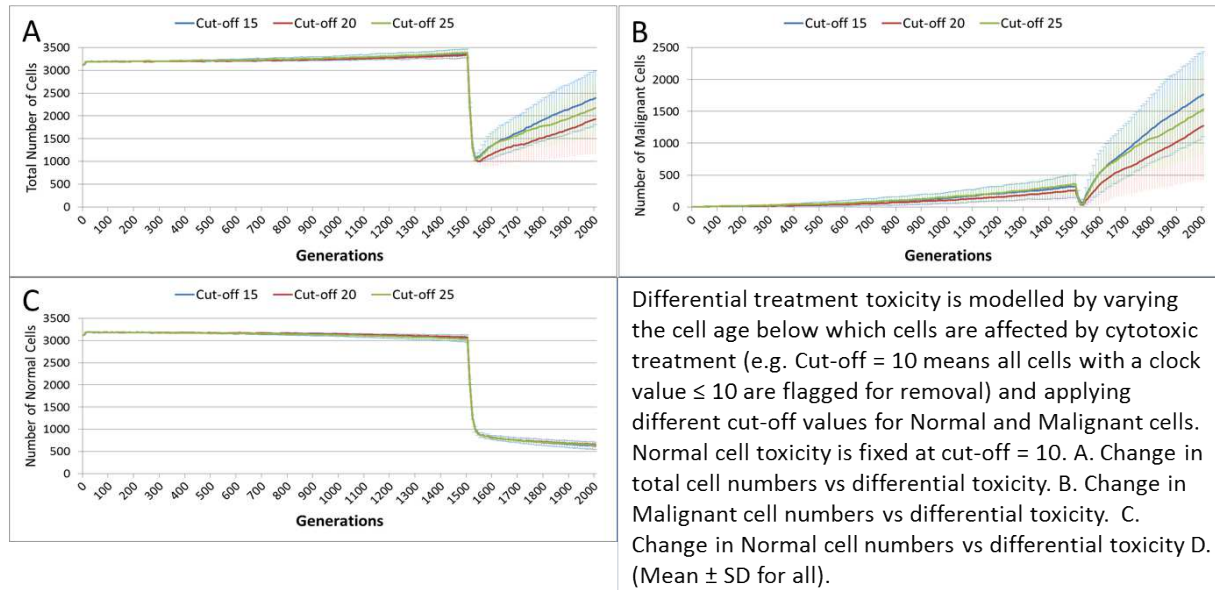 A
Cut-off 15 Cut-off 20 Cut-off 25
3500
3000
2500
2000
1500
1000
500
0
Total Number of Cells
0 100 200 300 400 500 600 700 800 900 1000 1100 1200 1300 1400 1500 1600 1700 1800 1900 2000
Generations
B
Cut-off 15 Cut-off 20 Cut-off 25
2500
2000
1500
1000
500
0
Number of Malignant Cells
0 100 200 300 400 500 600 700 800 900 1000 1100 1200 1300 1400 1500 1600 1700 1800 1900 2000
Generations
C
Cut-off 15 Cut-off 20 Cut-off 25
3500
3000
2500
2000
1500
1000
500
0
Number of Normal Cells
0 100 200 300 400 500 600 700 800 900 1000 1100 1200 1300 1400 1500 1600 1700 1800 1900 2000
Generations
Differential treatment toxicity is modelled by varying
the cell age below which cells are affected by cytotoxic
treatment (e.g. Cut-off = 10 means all cells with a clock
value ≤ 10 are flagged for removal) and applying
different cut-off values for Normal and Malignant cells.
Normal cell toxicity is fixed at cut-off = 10. A. Change in
total cell numbers vs differential toxicity. B. Change in
Malignant cell numbers vs differential toxicity. C.
Change in Normal cell numbers vs differential toxicity D.
(Mean ± SD for all).